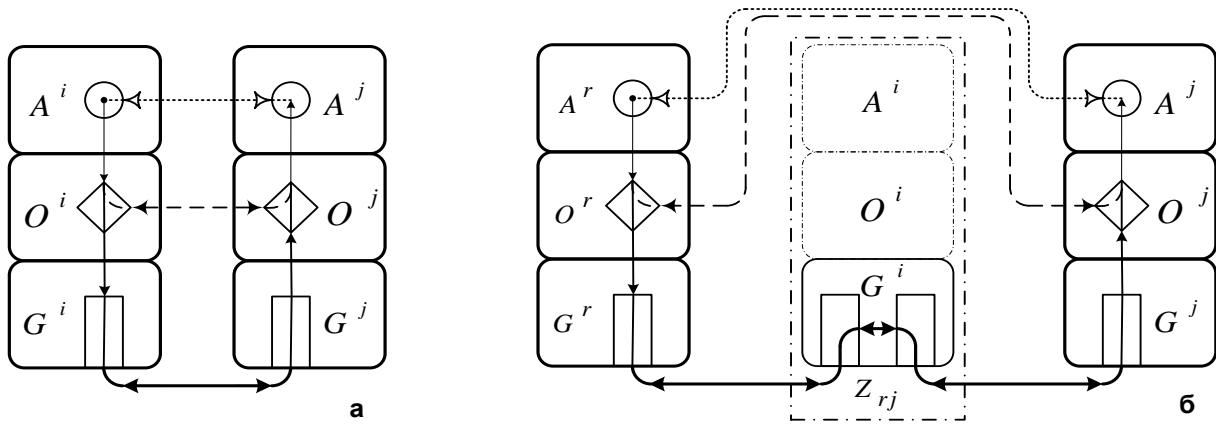 A i A j
O i O j
G i G j
а
A r A i A j
O r O i O j
G r G i G j
Z rj
б